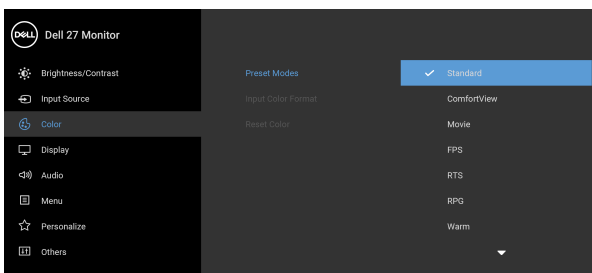 DELL Dell 27 Monitor
Brightness/Contrast Preset Modes Standard
Input Source Input Color Format ComfortView
Color Reset Color Movie
Display FPS
Audio RTS
Menu RPG
Personalize Warm
Others